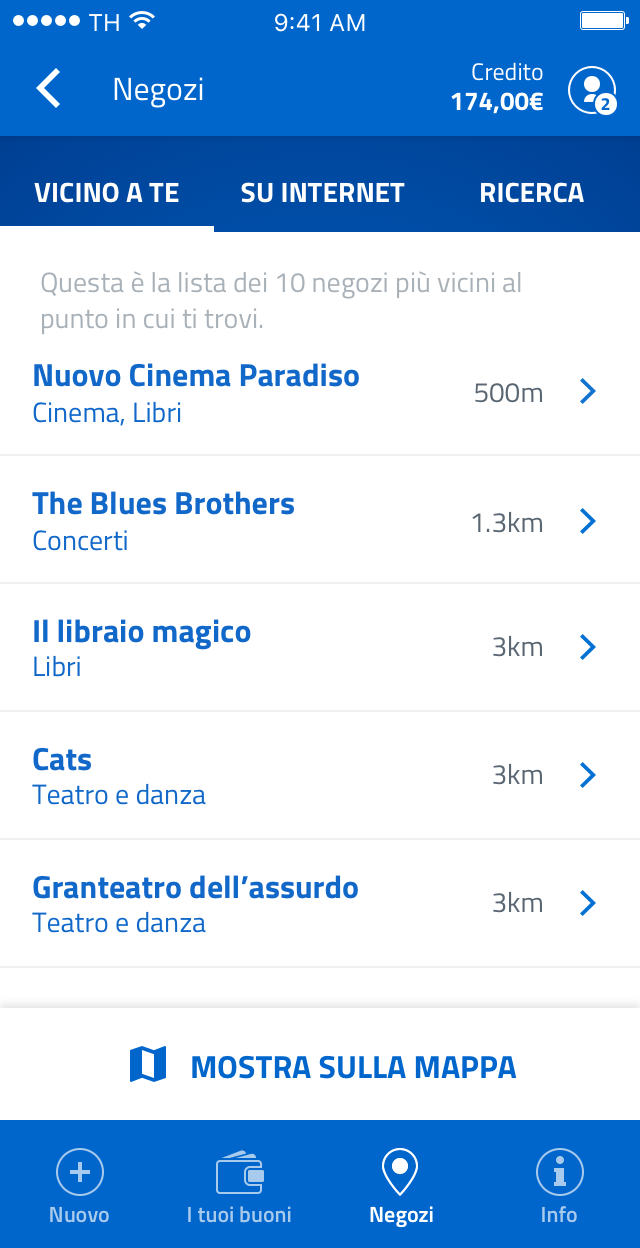 TH 9:41 AM
Negozi
Credito
174,00€
2
VICINO A TE SU INTERNET RICERCA
Questa è la lista dei 10 negozi più vicini al
punto in cui ti trovi.
Nuovo Cinema Paradiso
Cinema, Libri
500m
The Blues Brothers
Concerti
1.3km
Il libraio magico
Libri
3km
Cats
Teatro e danza
3km
Granteatro dell’assurdo
Teatro e danza
3km
MOSTRA SULLA MAPPA
Nuovo I tuoi buoni Negozi Info